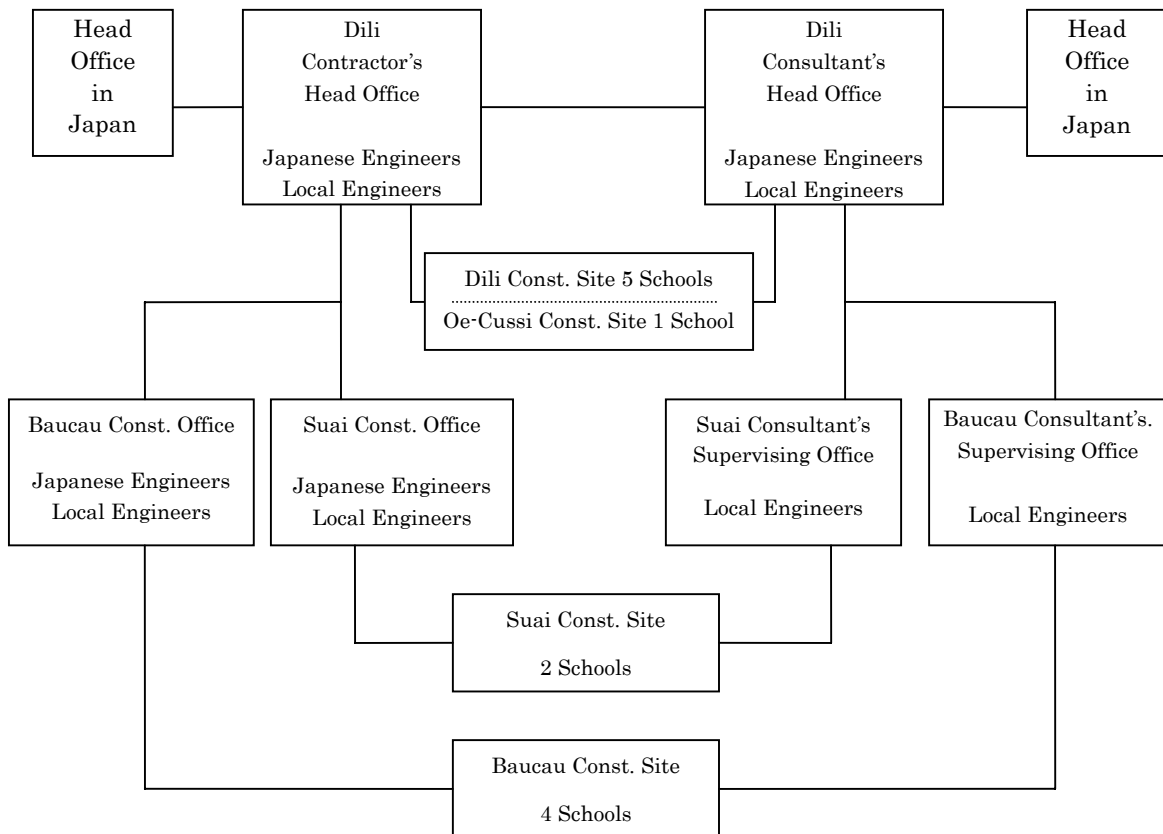 Head
Office
in
Japan
Dili
Contractor's
Head Office
Japanese Engineers
Local Engineers
Dili
Consultant's
Head Office
Japanese Engineers
Local Engineers
Head
Office
in
Japan
Dili Const. Site 5 Schools
Oe-Cussi Const. Site 1 School
Baucau Const. Office
Japanese Engineers
Local Engineers
Suai Const. Office
Japanese Engineers
Local Engineers
Suai Consultant's
Supervising Office
Local Engineers
Baucau Consultant's.
Supervising Office
Local Engineers
Suai Const. Site
2 Schools
Baucau Const. Site
4 Schools